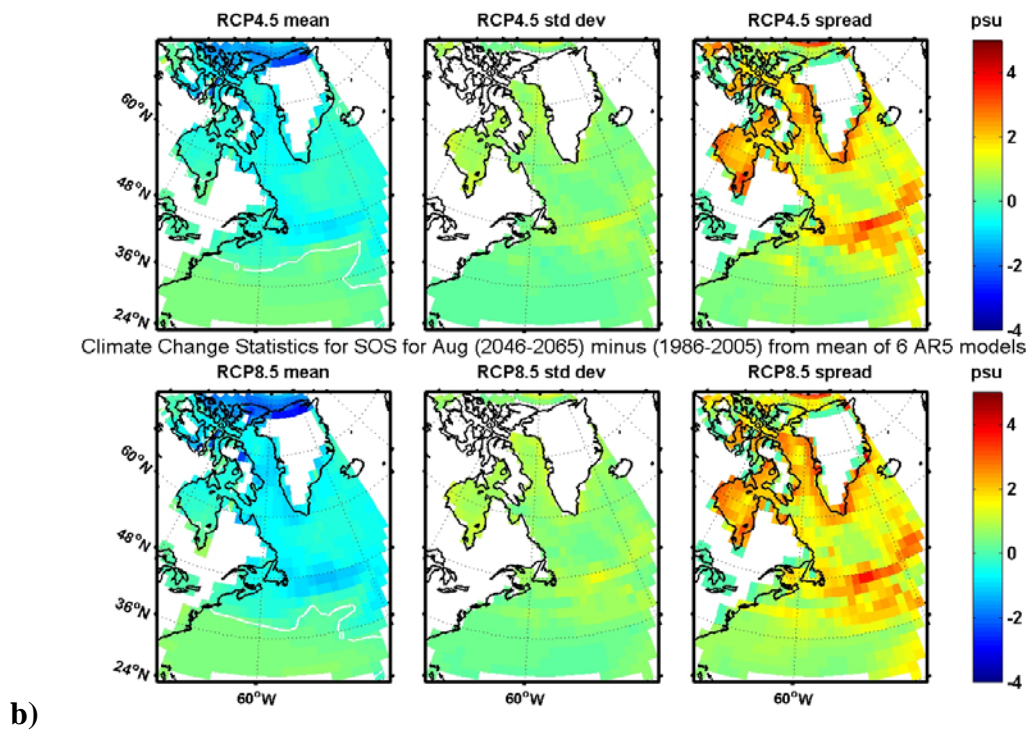 RCP4.5 mean RCP4.5 std dev RCP4.5 spread psu
60°N
48°N
36°N
24°N
0
4
2
0
-2
-4
Climate Change Statistics for SOS for Aug (2046-2065) minus (1986-2005) from mean of 6 AR5 models
RCP8.5 mean RCP8.5 std dev RCP8.5 spread psu
60°N
48°N
36°N
24°N
0
4
2
0
-2
-4
60°W 60°W 60°W
b)